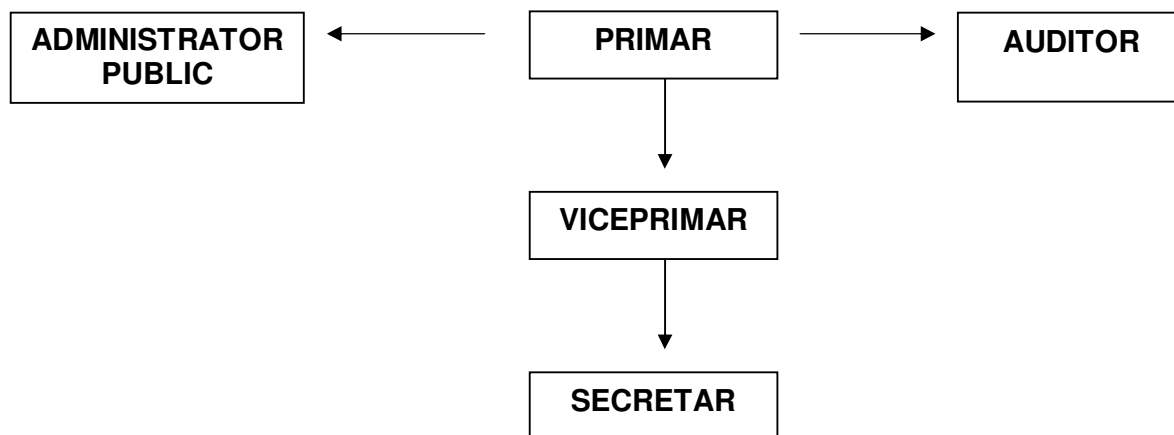 ADMINISTRATOR
PUBLIC
PRIMAR
AUDITOR
VICEPRIMAR
SECRETAR